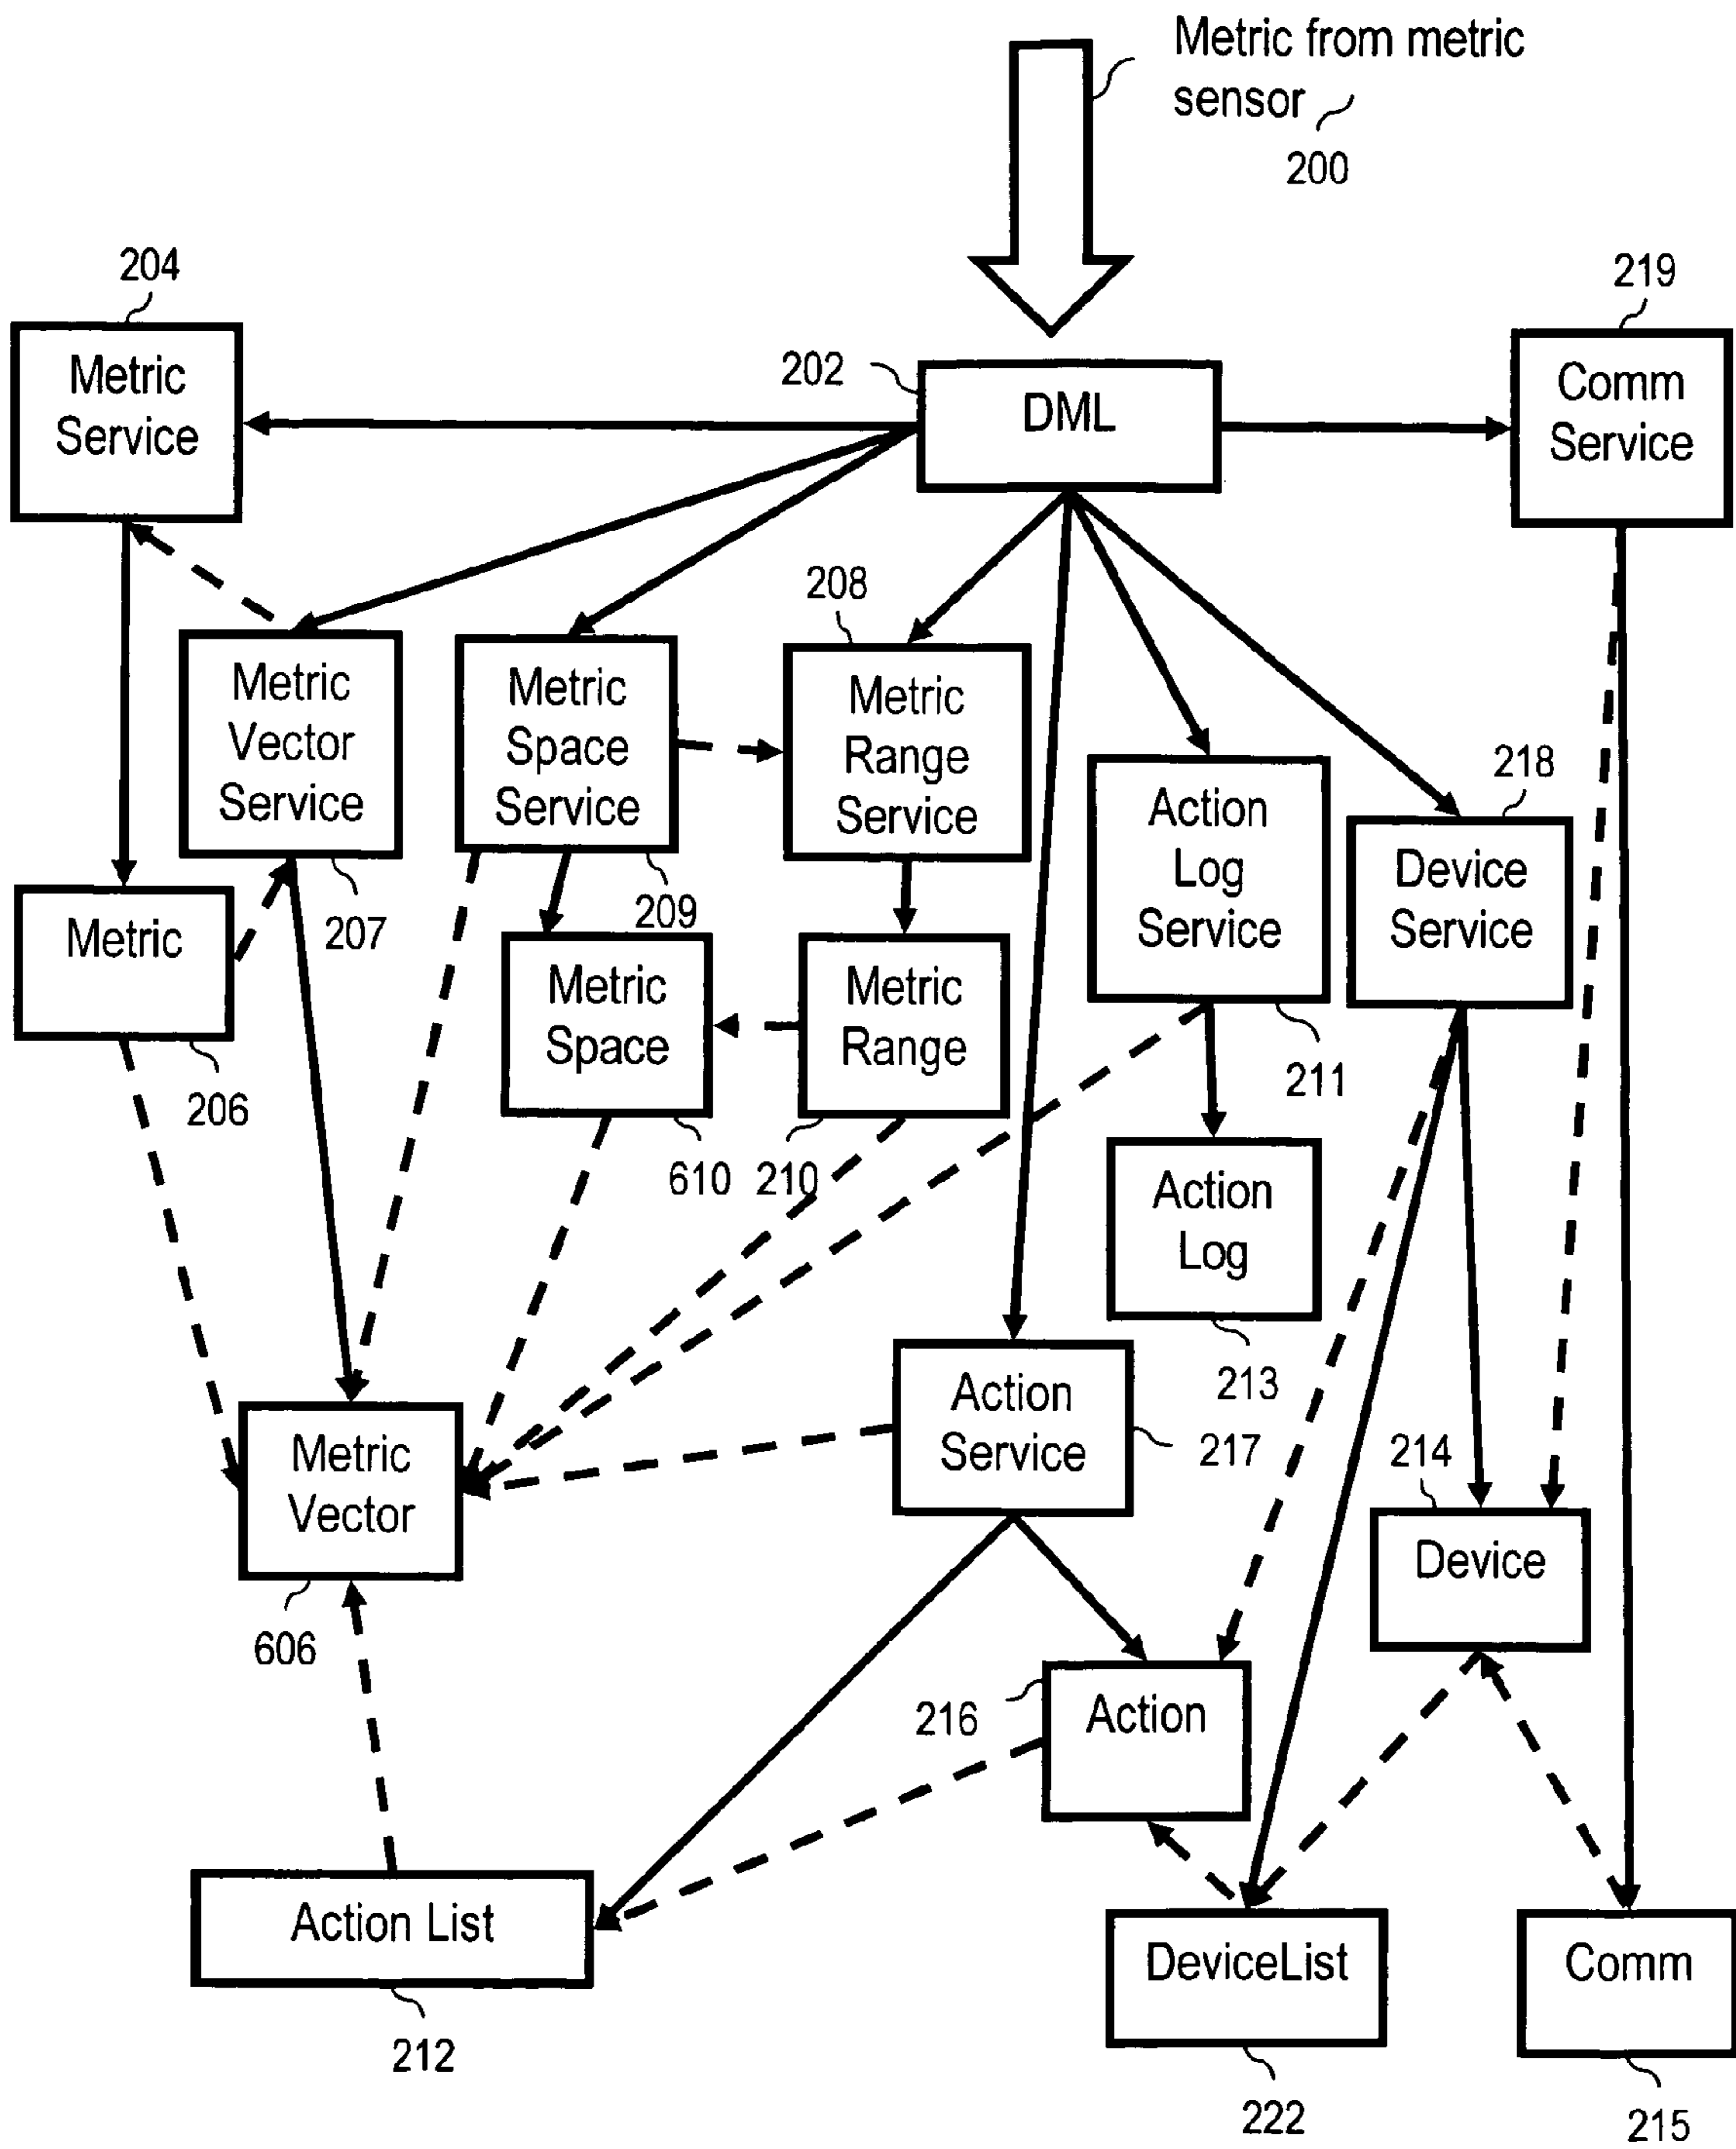 Metric from metric
sensor
200
204
219
Metric
Service
202
DML
Comm
Service
208
Metric
Vector
Service
Metric
Space
Service
Metric
Range
Service
218
Action
Log
Service
Device
Service
207
209
Metric
Metric
Space
Metric
Range
206
211
610
210
Action
Log
213
Action
Service
217
214
Metric
Vector
Device
606
216
Action
Action List
DeviceList
Comm
212
222
215